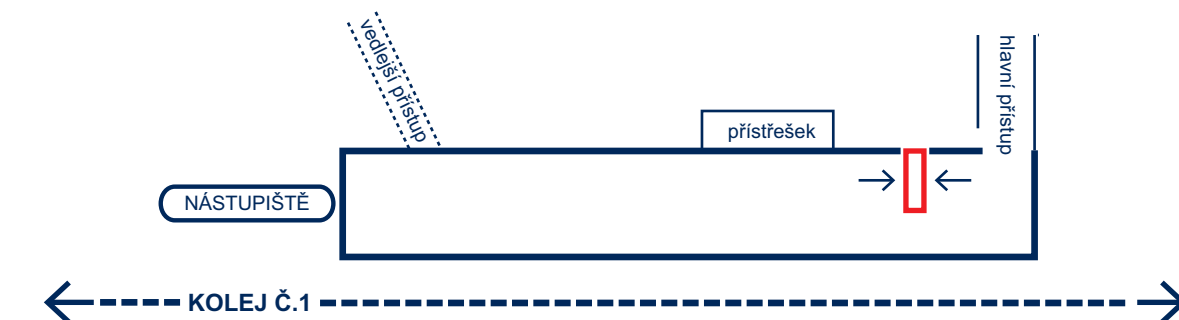 vedlejší přístup
hlavní přístup
přístřešek
NÁSTUPIŠTĚ
KOLEJ Č.1